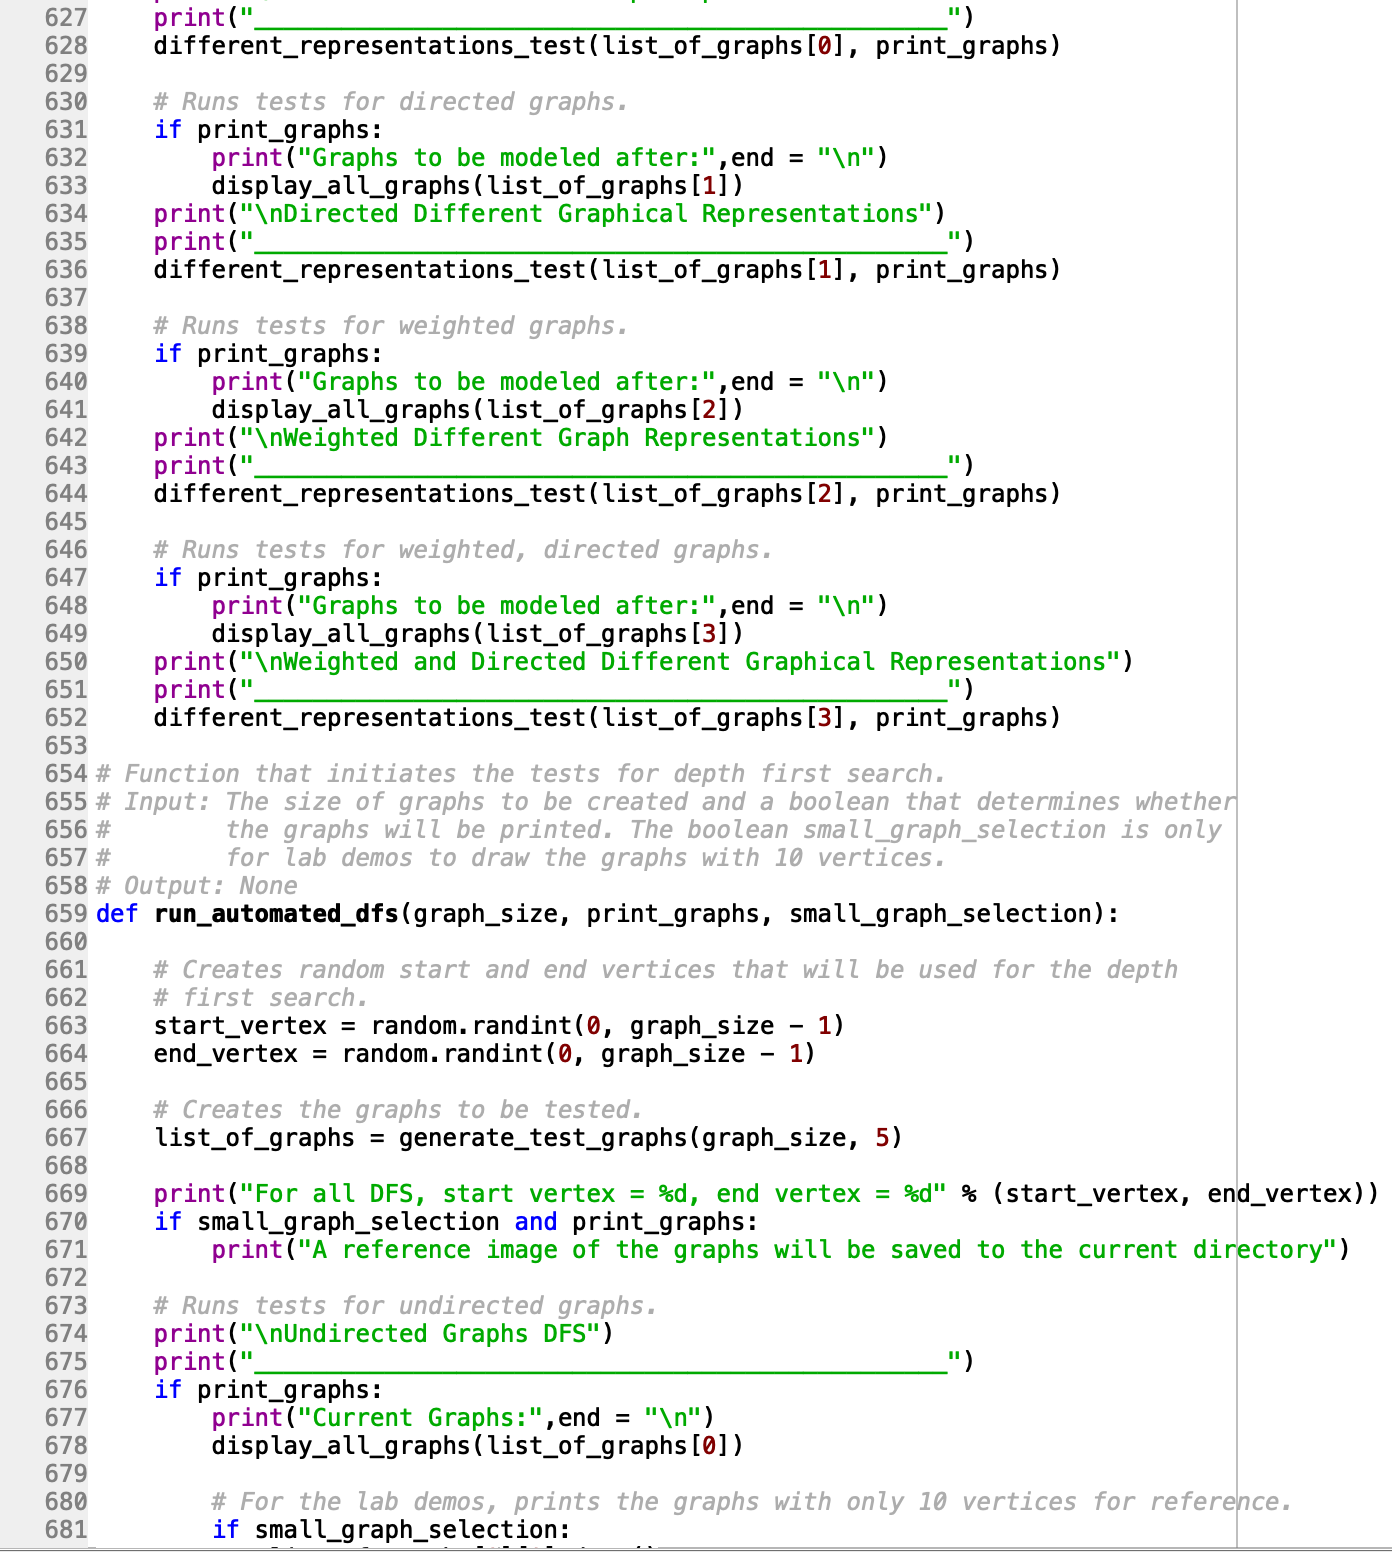 627     print("________________________________________________")
628     different_representations_test(list_of_graphs[0], print_graphs)
629
630     # Runs tests for directed graphs.
631     if print_graphs:
632         print("Graphs to be modeled after:",end = "\n")
633         display_all_graphs(list_of_graphs[1])
634     print("\nDirected Different Graphical Representations")
635     print("________________________________________________")
636     different_representations_test(list_of_graphs[1], print_graphs)
637
638     # Runs tests for weighted graphs.
639     if print_graphs:
640         print("Graphs to be modeled after:",end = "\n")
641         display_all_graphs(list_of_graphs[2])
642     print("\nWeighted Different Graph Representations")
643     print("________________________________________________")
644     different_representations_test(list_of_graphs[2], print_graphs)
645
646     # Runs tests for weighted, directed graphs.
647     if print_graphs:
648         print("Graphs to be modeled after:",end = "\n")
649         display_all_graphs(list_of_graphs[3])
650     print("\nWeighted and Directed Different Graphical Representations")
651     print("________________________________________________")
652     different_representations_test(list_of_graphs[3], print_graphs)
653
654 # Function that initiates the tests for depth first search.
655 # Input: The size of graphs to be created and a boolean that determines whether
656 #        the graphs will be printed. The boolean small_graph_selection is only
657 #        for lab demos to draw the graphs with 10 vertices.
658 # Output: None
659 def run_automated_dfs(graph_size, print_graphs, small_graph_selection):
660
661     # Creates random start and end vertices that will be used for the depth
662     # first search.
663     start_vertex = random.randint(0, graph_size - 1)
664     end_vertex = random.randint(0, graph_size - 1)
665
666     # Creates the graphs to be tested.
667     list_of_graphs = generate_test_graphs(graph_size, 5)
668
669     print("For all DFS, start vertex = %d, end vertex = %d" % (start_vertex, end_vertex))
670     if small_graph_selection and print_graphs:
671         print("A reference image of the graphs will be saved to the current directory")
672
673     # Runs tests for undirected graphs.
674     print("\nUndirected Graphs DFS")
675     print("________________________________________________")
676     if print_graphs:
677         print("Current Graphs:",end = "\n")
678         display_all_graphs(list_of_graphs[0])
679
680         # For the lab demos, prints the graphs with only 10 vertices for reference.
681         if small_graph_selection: